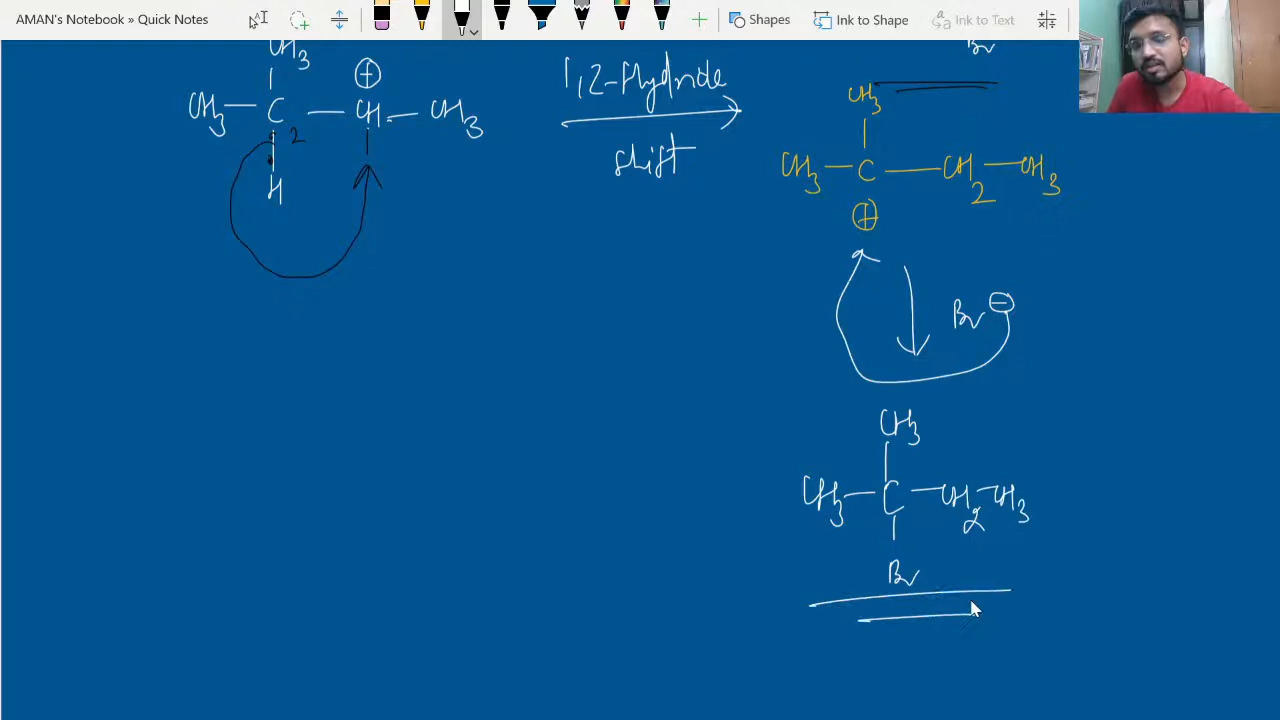 AMAN's Notebook » Quick Notes
Shapes
Ink to Shape
Ink to Text
Br
CH3
CH3 — C — CH — CH3
⊕
2
H
1,2-Hydride
shift
CH3
CH3 — C — CH2 — CH3
⊕
Br ⊖
CH3
CH3 — C — CH2 — CH3
Br